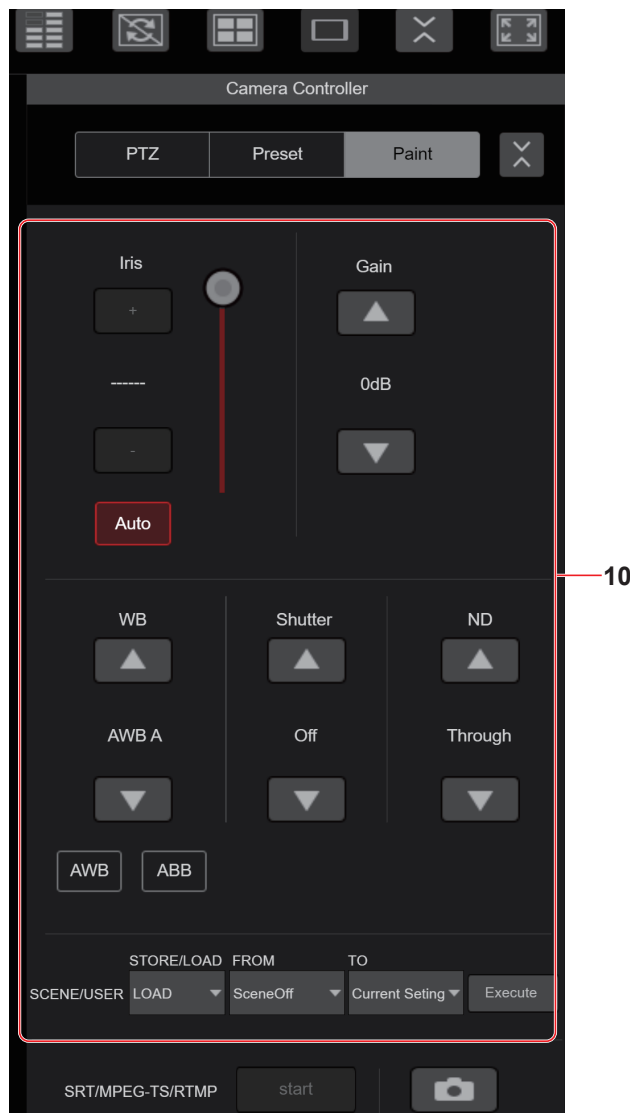 Camera Controller
PTZ Preset Paint
Iris Gain
+
------ 0dB
-
Auto
10
WB Shutter ND
AWB A Off Through
AWB ABB
STORE/LOAD FROM TO
SCENE/USER LOAD SceneOff Current Seting Execute
SRT/MPEG-TS/RTMP start